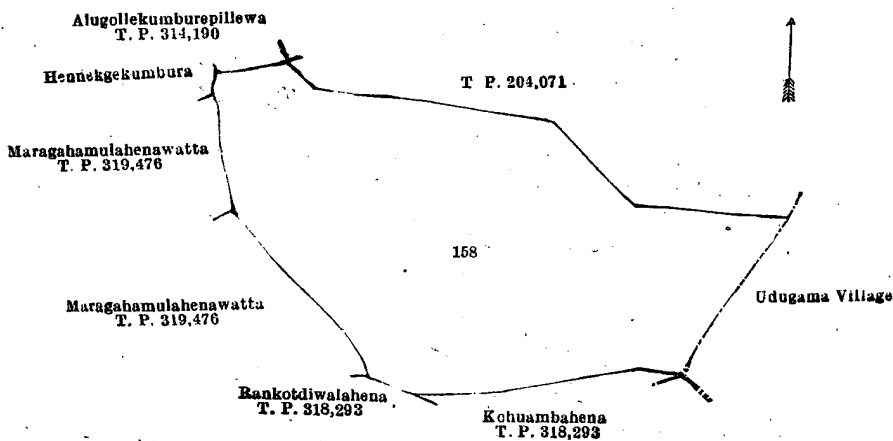 Alugollekumburepillewa
T. P. 314,190
Hennekgekumbura
T P. 204,071
Maragahamulahenawatta
T. P. 319,476
158
Maragahamulahenawatta
T. P. 319,476
Udugama Village
Rankotdiwalahena
T. P. 318,293
Kohuambahena
T. P. 318,293